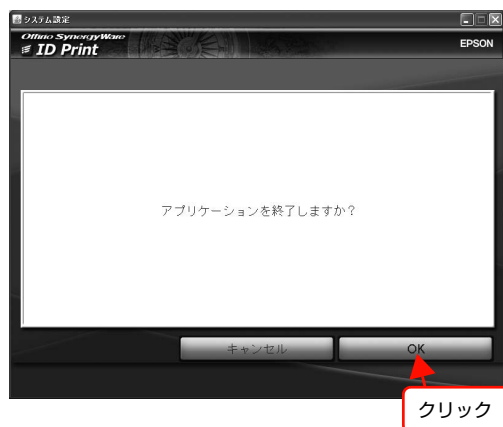 システム設定
Offirio SynergyWare
ID Print
EPSON
アプリケーションを終了しますか？
キャンセル
OK
クリック